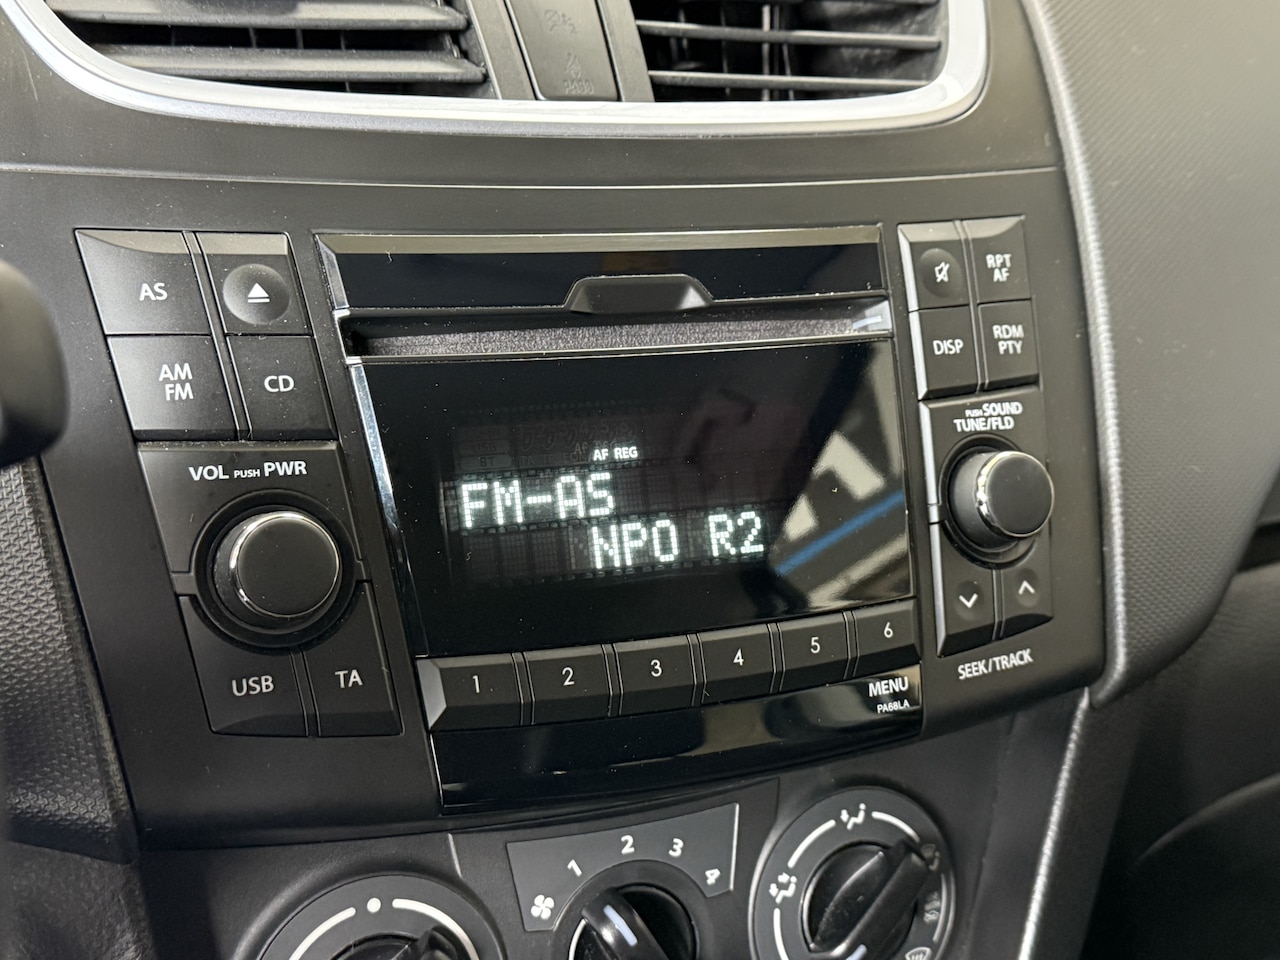 AS
AM
FM
CD
VOL PUSH PWR
USB
TA
AF REG
FM-AS
NPO R2
1 2 3 4 5 6
MENU
PA68LA
RPT
AF
DISP
RDM
PTY
PUSH SOUND
TUNE/FLD
SEEK/TRACK
1 2 3 4